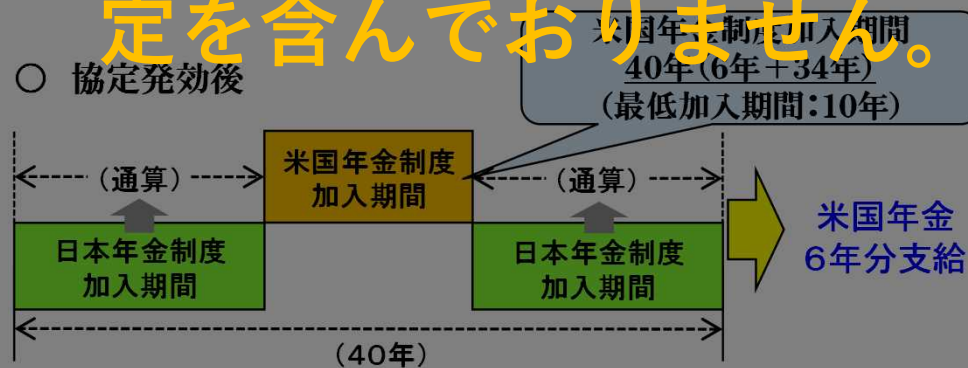 定を含んでおりません。
米国年金制度加入期間
40年(6年+34年)
(最低加入期間:10年)
○ 協定発効後
(通算)
米国年金制度
加入期間
(通算)
日本年金制度
加入期間
日本年金制度
加入期間
米国年金
6年分支給
(40年)